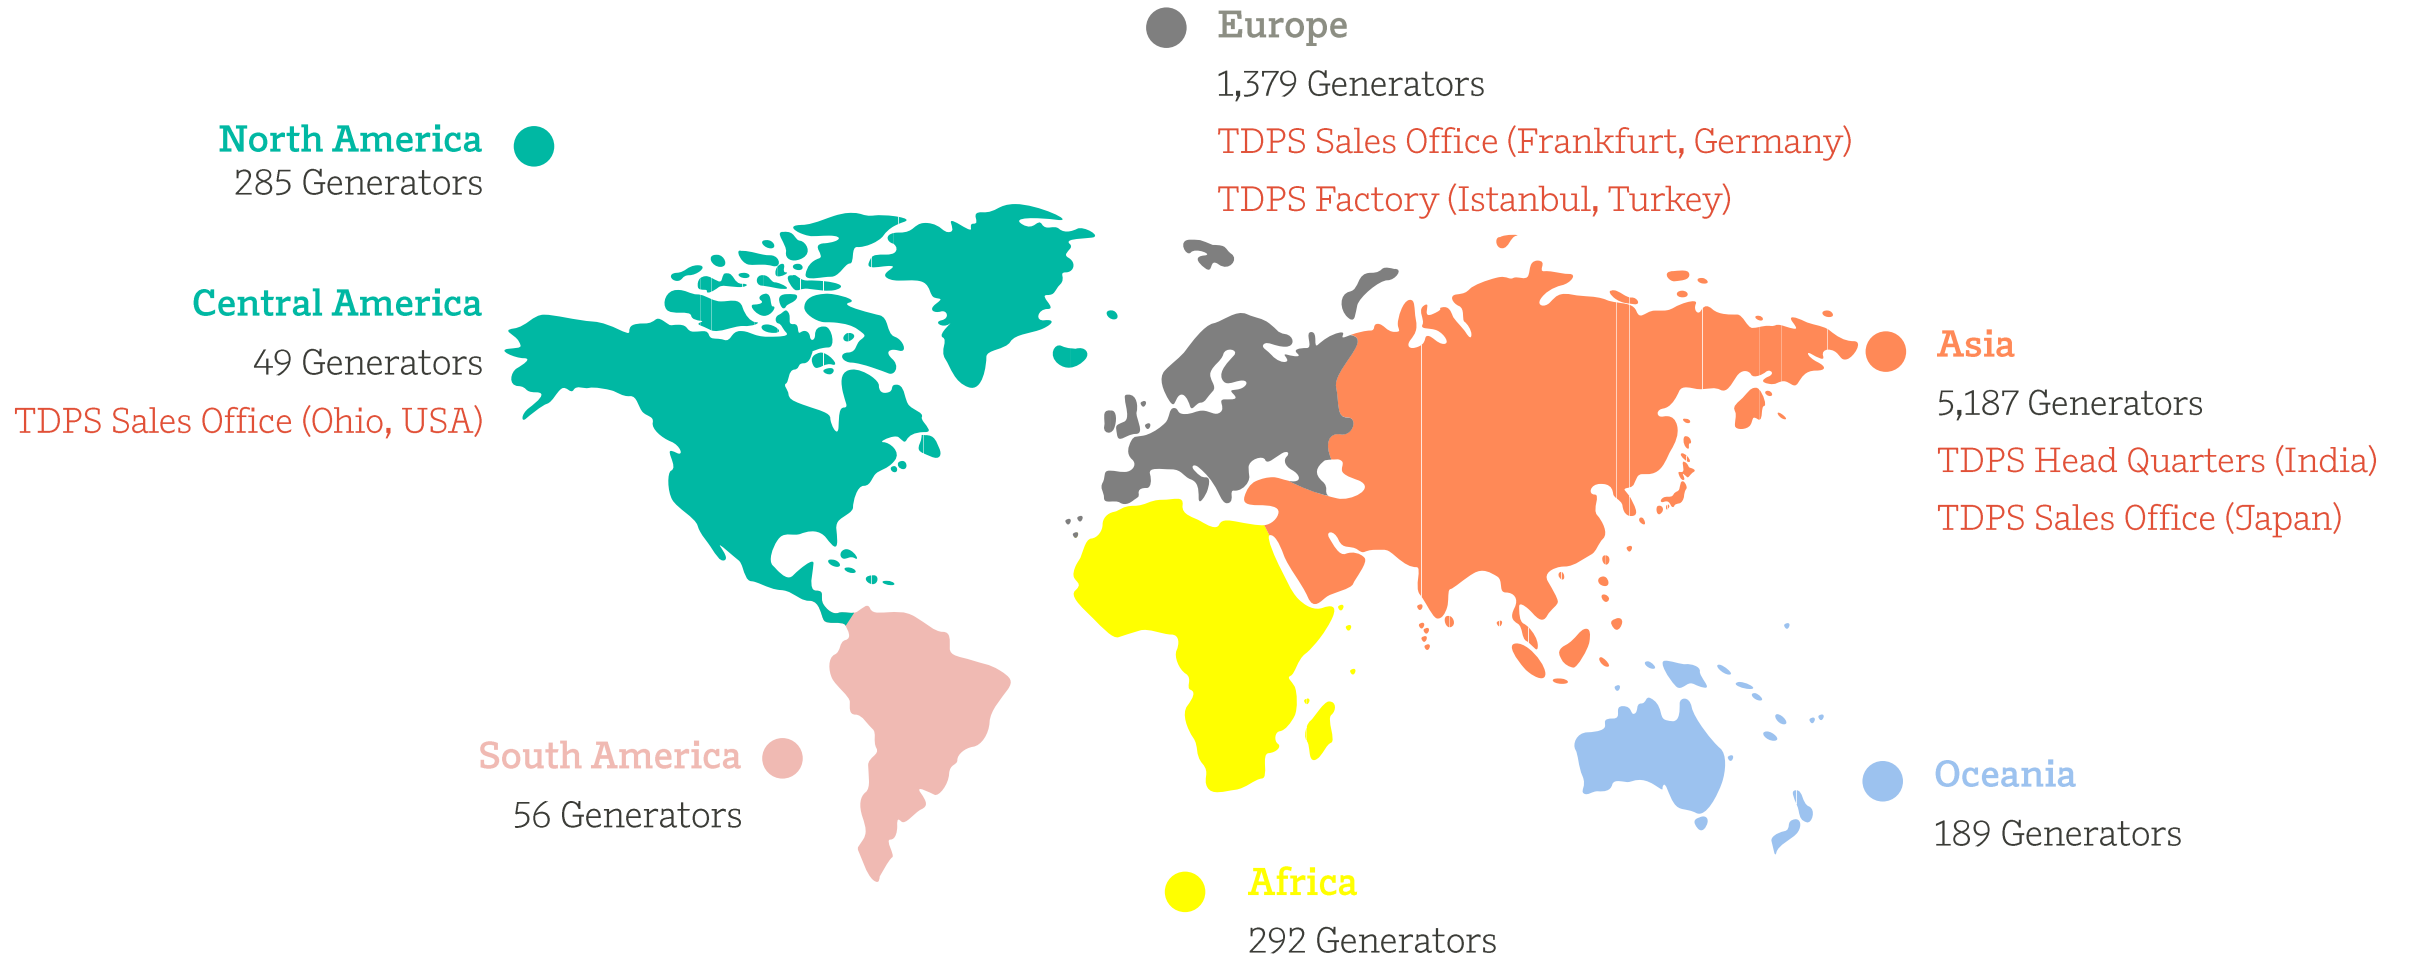 Europe
1,379 Generators
TDPS Sales Office (Frankfurt, Germany)
TDPS Factory (Istanbul, Turkey)
North America
285 Generators
Central America
49 Generators
TDPS Sales Office (Ohio, USA)
Asia
5,187 Generators
TDPS Head Quarters (India)
TDPS Sales Office (Japan)
South America
56 Generators
Oceania
189 Generators
Africa
292 Generators